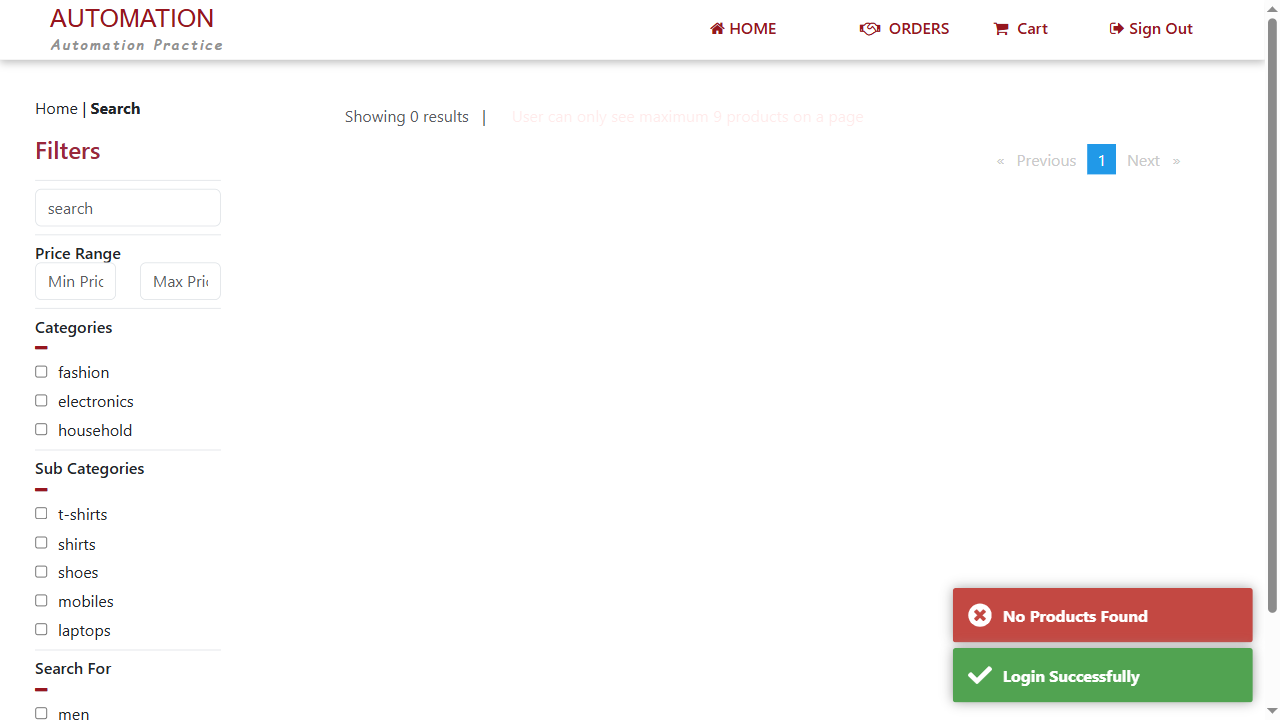 AUTOMATION
Automation Practice
HOME
ORDERS
Cart
Sign Out
Home | Search
Filters
search
Price Range
Min Pric
Max Pric
Categories
fashion
electronics
household
Sub Categories
t-shirts
shirts
shoes
mobiles
laptops
Search For
men
Showing 0 results |
User can only see maximum 9 products on a page
« Previous 1 Next »
No Products Found
Login Successfully